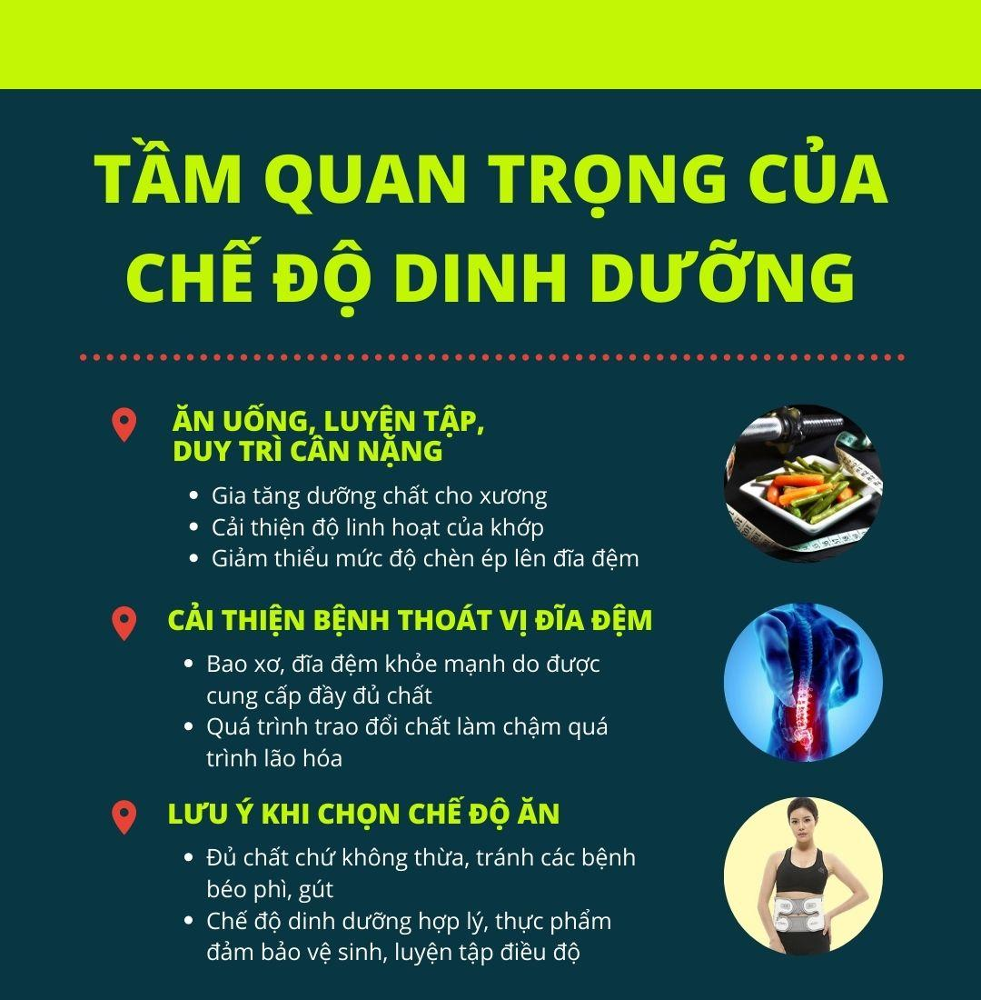 TẦM QUAN TRỌNG CỦA
CHẾ ĐỘ DINH DƯỠNG
ĂN UỐNG, LUYỆN TẬP,
DUY TRÌ CÂN NẶNG
• Gia tăng dưỡng chất cho xương
• Cải thiện độ linh hoạt của khớp
• Giảm thiểu mức độ chèn ép lên đĩa đệm
CẢI THIỆN BỆNH THOÁT VỊ ĐĨA ĐỆM
• Bao xơ, đĩa đệm khỏe mạnh do được
cung cấp đầy đủ chất
• Quá trình trao đổi chất làm chậm quá
trình lão hóa
LƯU Ý KHI CHỌN CHẾ ĐỘ ĂN
• Đủ chất chứ không thừa, tránh các bệnh
béo phì, gút
• Chế độ dinh dưỡng hợp lý, thực phẩm
đảm bảo vệ sinh, luyện tập điều độ